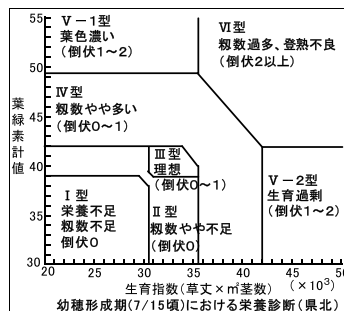 Ⅴ－1型
葉色濃い
(倒伏1～2)
Ⅵ型
籾数過多、登熟不良
(倒伏2以上)
Ⅳ型
籾数やや多い
(倒伏0～1)
Ⅲ型
理想
(倒伏0～1)
Ⅰ型
栄養不足
籾数不足
倒伏0
Ⅱ型
籾数やや不足
(倒伏0)
Ⅴ－2型
生育過剰
(倒伏1～2)
葉緑素計値
55
50
45
40
35
30
20 25 30 35 40 45 50
生育指数(草丈×㎡茎数) (×10³)
幼穂形成期(7/15頃)における栄養診断(県北)